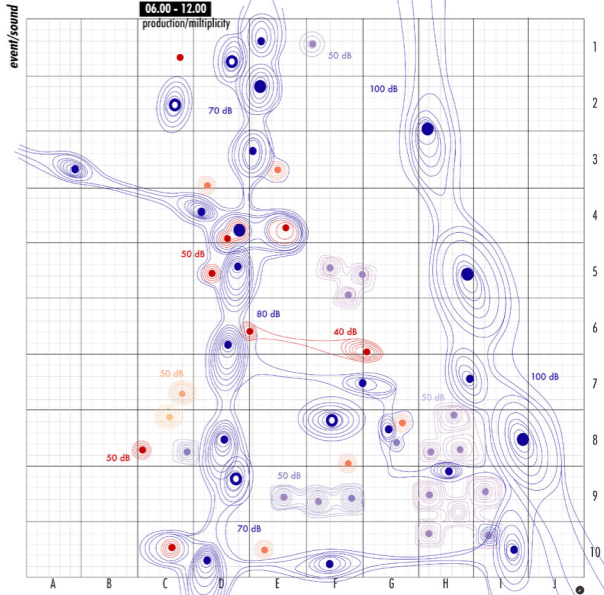 06.00 - 12.00
production/miltiplicity
event/sound
50 dB
1
100 dB
70 dB
2
3
4
50 dB
5
80 dB
40 dB
6
50 dB
100 dB
7
50 dB
50 dB
8
50 dB
9
70 dB
10
A B C D E F G H I J